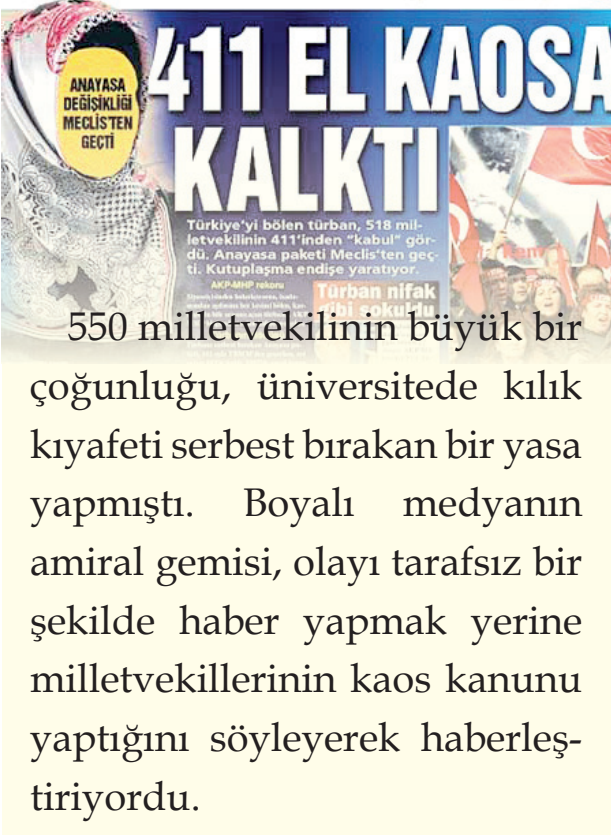 ANAYASA
DEĞİŞİKLİĞİ
MECLİS'TEN
GEÇTİ
411 EL KAOSA
KALKTI
Türkiye'yi bölen türban, 518 mil-
letvekilinin 411'inden "kabul" gör-
dü. Anayasa paketi Meclis'ten geç-
ti. Kutuplaşma endişe yaratıyor.
AKP-MHP rekoru
Türban nifak
gibi sokuldu
550 milletvekilinin büyük bir
çoğunluğu, üniversitede kılık
kıyafeti serbest bırakan bir yasa
yapmıştı. Boyalı medyanın
amiral gemisi, olayı tarafsız bir
şekilde haber yapmak yerine
milletvekillerinin kaos kanunu
yaptığını söyleyerek haberleş-
tiriyordu.